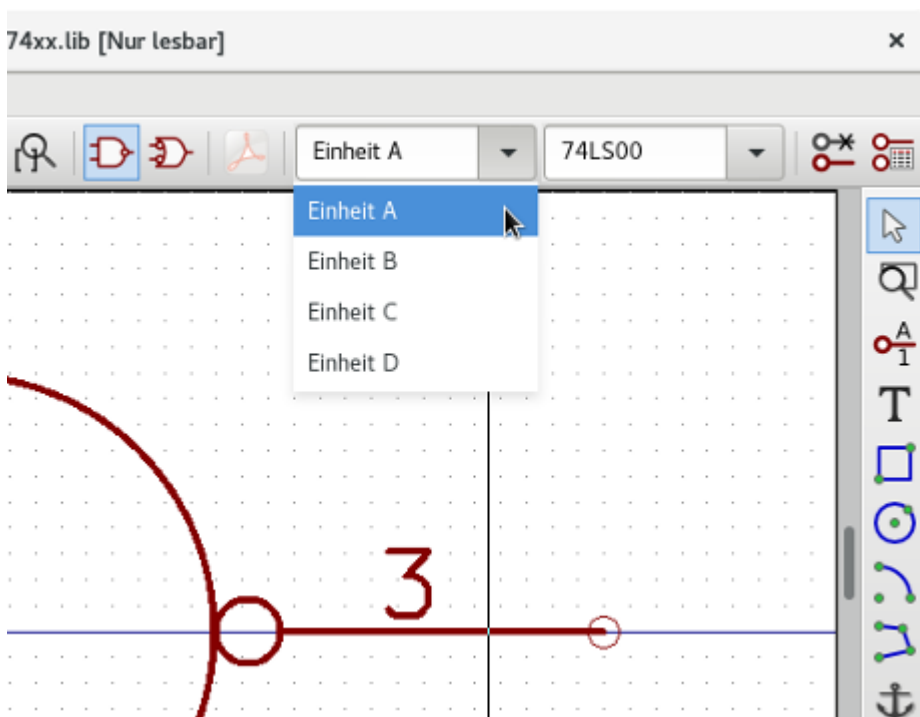 74xx.lib [Nur lesbar]
Einheit A
74LS00
Einheit A
Einheit B
Einheit C
Einheit D
A
1
T
3